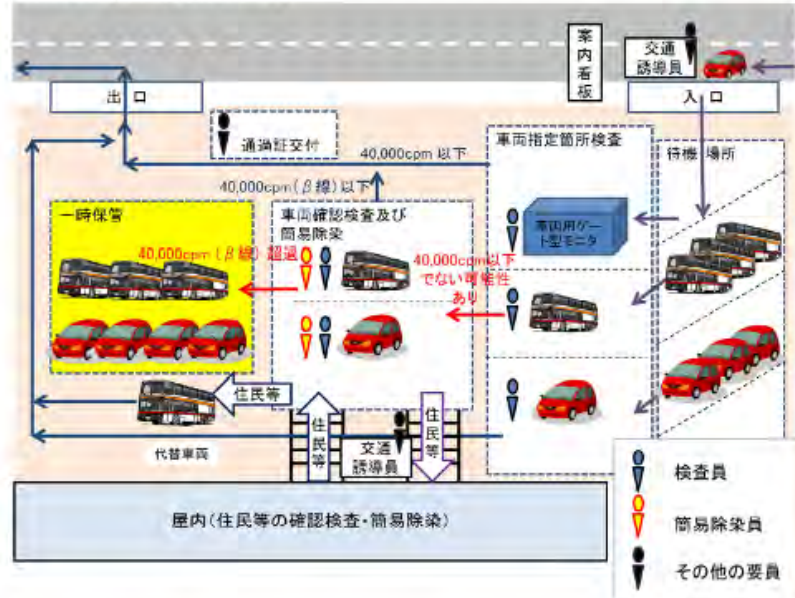 案内看板
交通
誘導員
出 口
入 口
通過証交付
40,000cpm 以下
車両指定箇所検査
待機 場所
40,000cpm(β線)以下
一時保管
車両確認検査及び
簡易除染
車両用ゲー
ト型モニタ
40,000cpm(β線)超過
40,000cpm以下
でない可能性
あり
住民等
代替車両
住民等
交通
誘導員
住民等
屋内(住民等の確認検査・簡易除染)
検査員
簡易除染員
その他の要員